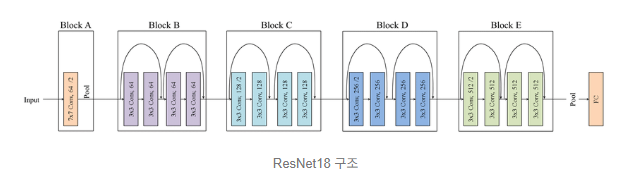 Block A
Block B
Block C
Block D
Block E
Input
7x7 Conv, 64 /2
Pool
3x3 Conv, 64
3x3 Conv, 64
3x3 Conv, 64
3x3 Conv, 64
3x3 Conv, 128 /2
3x3 Conv, 128
3x3 Conv, 128
3x3 Conv, 128
3x3 Conv, 256 /2
3x3 Conv, 256
3x3 Conv, 256
3x3 Conv, 256
3x3 Conv, 512 /2
3x3 Conv, 512
3x3 Conv, 512
3x3 Conv, 512
Pool
FC
ResNet18 구조